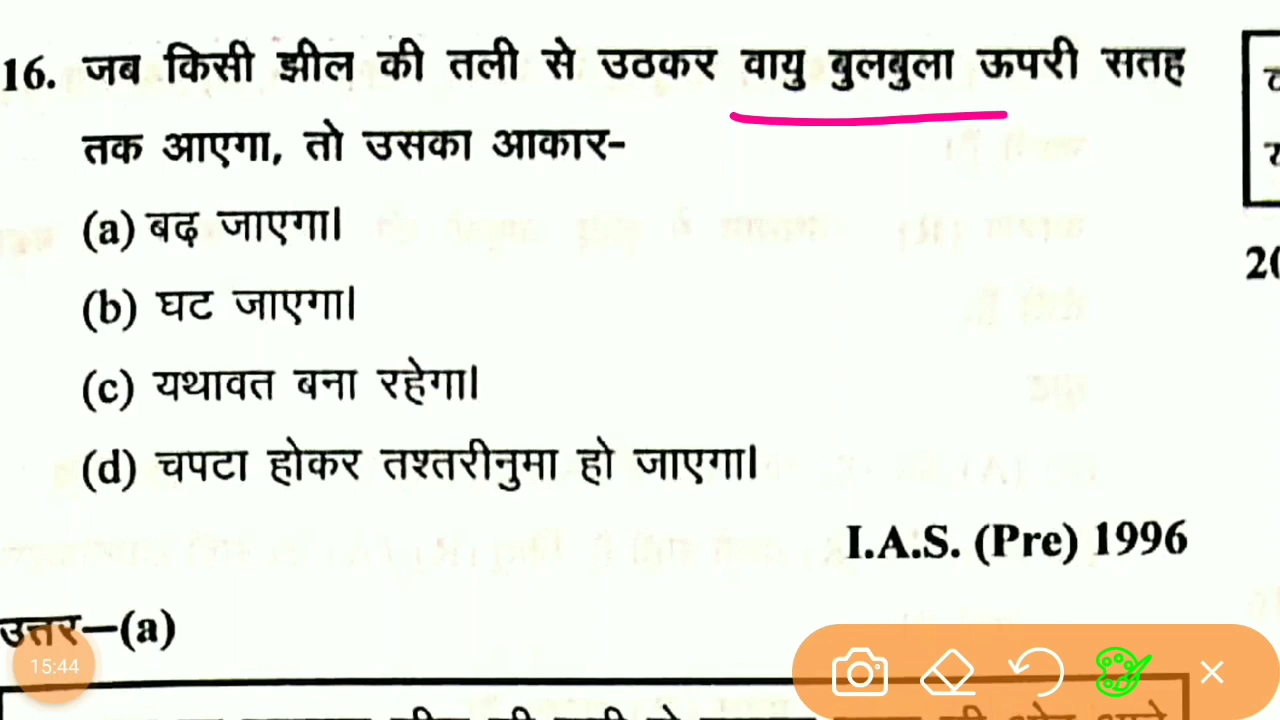 16. जब किसी झील की तली से उठकर वायु बुलबुला ऊपरी सतह
तक आएगा, तो उसका आकार-
(a) बढ़ जाएगा।
(b) घट जाएगा।
(c) यथावत बना रहेगा।
(d) चपटा होकर तश्तरीनुमा हो जाएगा।
I.A.S. (Pre) 1996
उत्तर—(a)
15:44